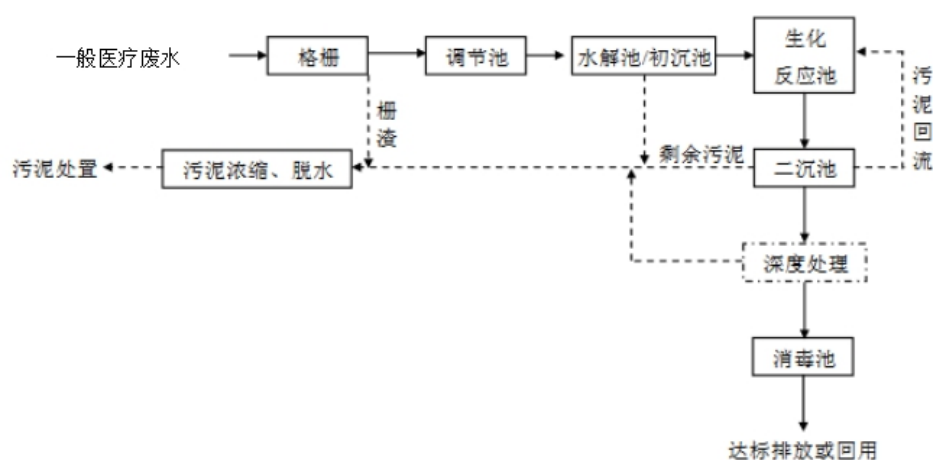 一般医疗废水
格栅
调节池
水解池/初沉池
生化
反应池
污泥回流
栅渣
污泥处置
污泥浓缩、脱水
剩余污泥
二沉池
深度处理
消毒池
达标排放或回用